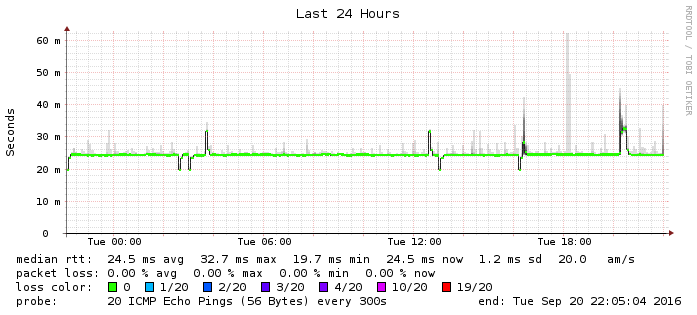 Last 24 Hours
RRDTOOL / TOBI OETIKER
Seconds
60 m
50 m
40 m
30 m
20 m
10 m
0
Tue 00:00 Tue 06:00 Tue 12:00 Tue 18:00
median rtt: 24.5 ms avg 32.7 ms max 19.7 ms min 24.5 ms now 1.2 ms sd 20.0 am/s
packet loss: 0.00 % avg 0.00 % max 0.00 % min 0.00 % now
loss color: 0 1/20 2/20 3/20 4/20 10/20 19/20
probe: 20 ICMP Echo Pings (56 Bytes) every 300s end: Tue Sep 20 22:05:04 2016